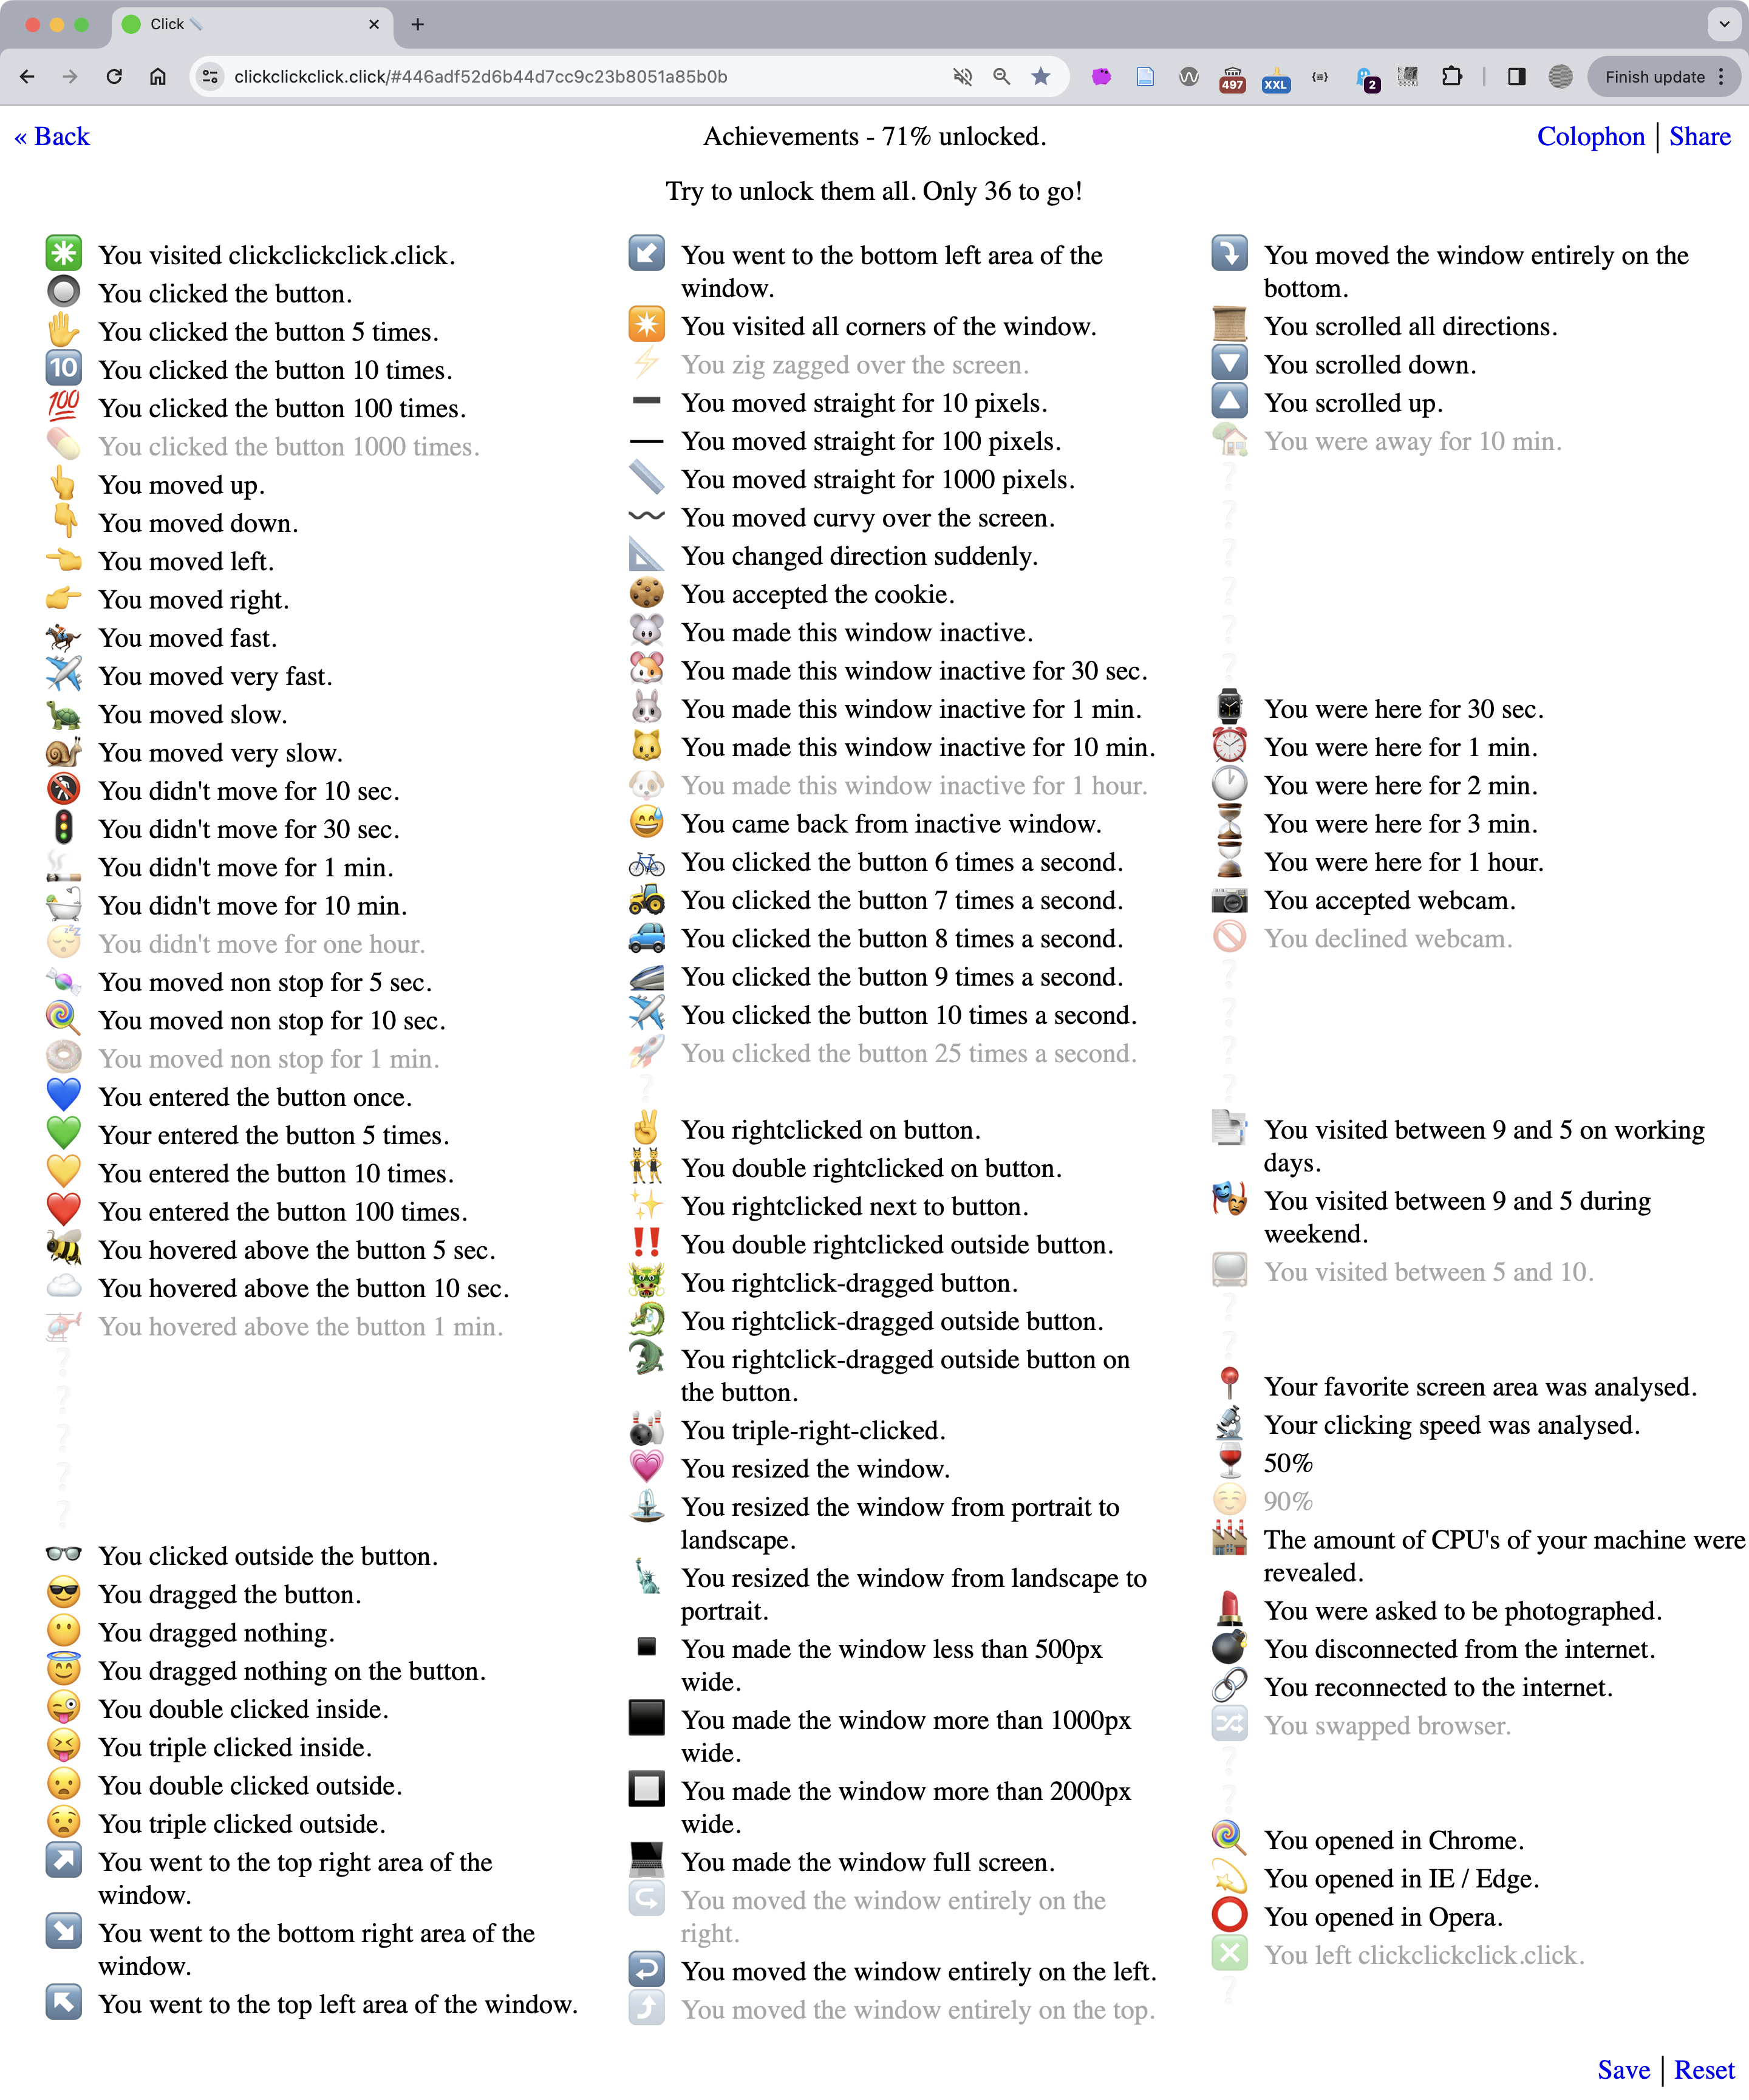 Click
clickclickclick.click/#446adf52d6b44d7cc9c23b8051a85b0b
497
XXL
2
Finish update
« Back
Achievements - 71% unlocked.
Colophon | Share
Try to unlock them all. Only 36 to go!
You visited clickclickclick.click.
You clicked the button.
You clicked the button 5 times.
10
You clicked the button 10 times.
100
You clicked the button 100 times.
You clicked the button 1000 times.
You moved up.
You moved down.
You moved left.
You moved right.
You moved fast.
You moved very fast.
You moved slow.
You moved very slow.
You didn't move for 10 sec.
You didn't move for 30 sec.
You didn't move for 1 min.
You didn't move for 10 min.
You didn't move for one hour.
You moved non stop for 5 sec.
You moved non stop for 10 sec.
You moved non stop for 1 min.
You entered the button once.
Your entered the button 5 times.
You entered the button 10 times.
You entered the button 100 times.
You hovered above the button 5 sec.
You hovered above the button 10 sec.
You hovered above the button 1 min.
?
?
?
?
?
You clicked outside the button.
You dragged the button.
You dragged nothing.
You dragged nothing on the button.
You double clicked inside.
You triple clicked inside.
You double clicked outside.
You triple clicked outside.
You went to the top right area of the
window.
You went to the bottom right area of the
window.
You went to the top left area of the window.
You went to the bottom left area of the
window.
You visited all corners of the window.
You zig zagged over the screen.
You moved straight for 10 pixels.
You moved straight for 100 pixels.
You moved straight for 1000 pixels.
You moved curvy over the screen.
You changed direction suddenly.
You accepted the cookie.
You made this window inactive.
You made this window inactive for 30 sec.
You made this window inactive for 1 min.
You made this window inactive for 10 min.
You made this window inactive for 1 hour.
You came back from inactive window.
You clicked the button 6 times a second.
You clicked the button 7 times a second.
You clicked the button 8 times a second.
You clicked the button 9 times a second.
You clicked the button 10 times a second.
You clicked the button 25 times a second.
?
You rightclicked on button.
You double rightclicked on button.
You rightclicked next to button.
You double rightclicked outside button.
You rightclick-dragged button.
You rightclick-dragged outside button.
You rightclick-dragged outside button on
the button.
You triple-right-clicked.
You resized the window.
You resized the window from portrait to
landscape.
You resized the window from landscape to
portrait.
You made the window less than 500px
wide.
You made the window more than 1000px
wide.
You made the window more than 2000px
wide.
You made the window full screen.
You moved the window entirely on the
right.
You moved the window entirely on the left.
You moved the window entirely on the top.
You moved the window entirely on the
bottom.
You scrolled all directions.
You scrolled down.
You scrolled up.
You were away for 10 min.
?
?
?
?
?
?
You were here for 30 sec.
You were here for 1 min.
You were here for 2 min.
You were here for 3 min.
You were here for 1 hour.
You accepted webcam.
You declined webcam.
?
?
?
?
You visited between 9 and 5 on working
days.
You visited between 9 and 5 during
weekend.
You visited between 5 and 10.
?
?
Your favorite screen area was analysed.
Your clicking speed was analysed.
50%
90%
The amount of CPU's of your machine were
revealed.
You were asked to be photographed.
You disconnected from the internet.
You reconnected to the internet.
You swapped browser.
?
?
You opened in Chrome.
You opened in IE / Edge.
You opened in Opera.
You left clickclickclick.click.
?
Save | Reset